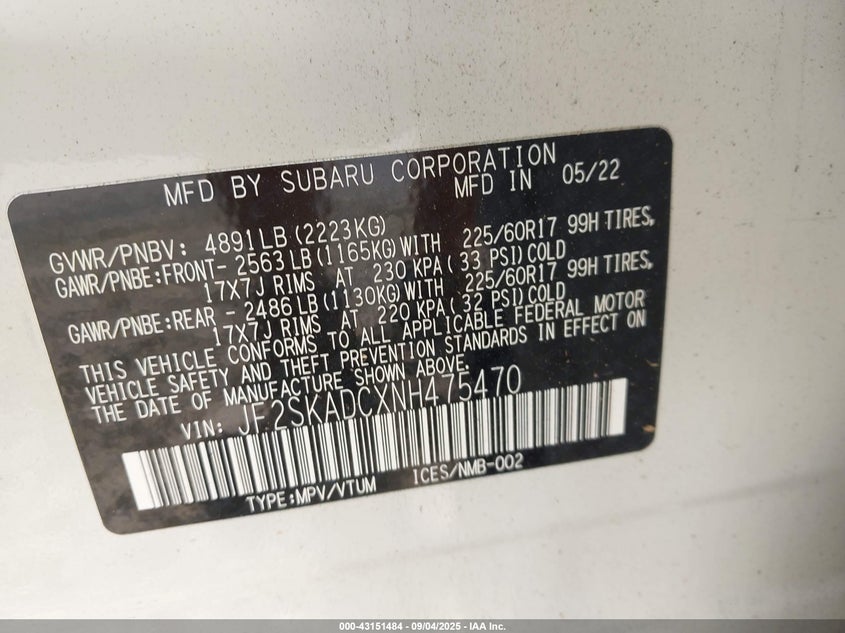 MFD BY SUBARU CORPORATION
MFD IN 05/22
GVWR/PNBV: 4891LB(2223KG)
GAWR/PNBE:FRONT- 2563LB(1165KG)WITH 225/60R17 99H TIRES,
17X7J RIMS AT 230 KPA( 33 PSI)COLD
GAWR/PNBE:REAR - 2486LB(1130KG)WITH 225/60R17 99H TIRES,
17X7J RIMS AT 220 KPA( 32 PSI)COLD
THIS VEHICLE CONFORMS TO ALL APPLICABLE FEDERAL MOTOR
VEHICLE SAFETY AND THEFT PREVENTION STANDARDS IN EFFECT ON
THE DATE OF MANUFACTURE SHOWN ABOVE.
VIN: JF2SKADCXNH475470
TYPE:MPV/VTUM ICES/NMB-002
000-43151484 - 09/04/2025 - IAA Inc.